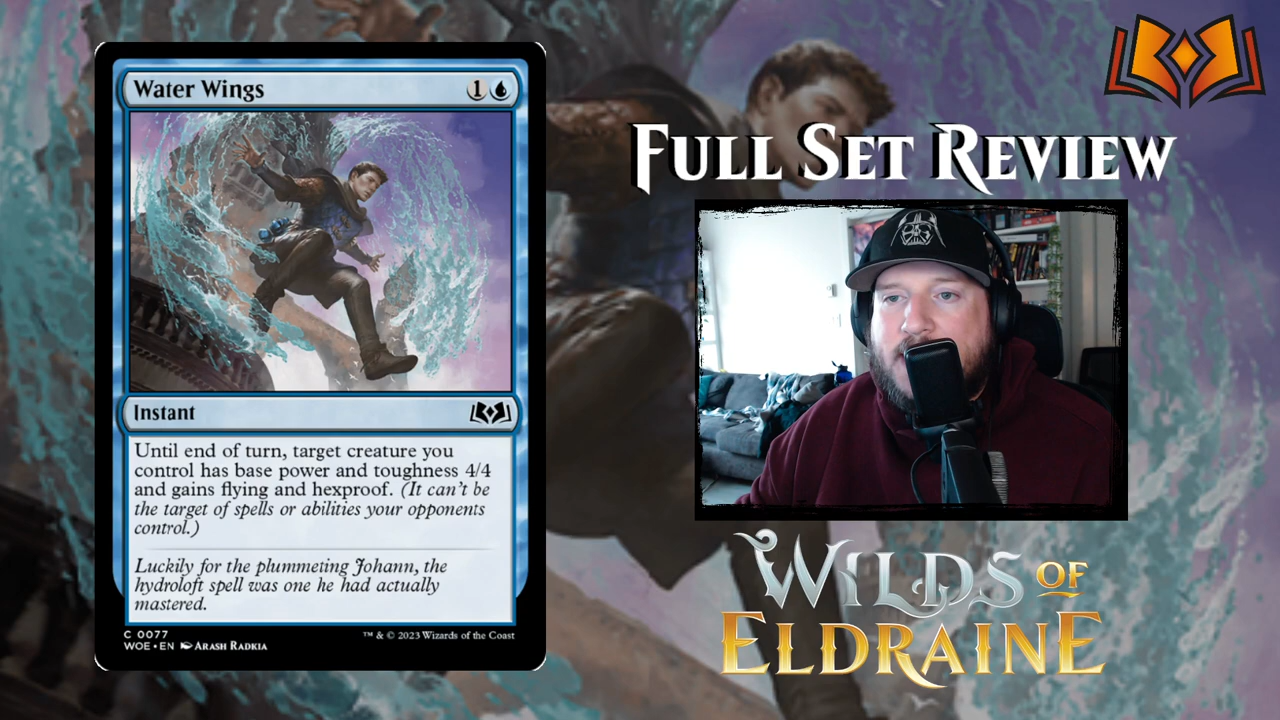 Water Wings
1
Instant
Until end of turn, target creature you
control has base power and toughness 4/4
and gains flying and hexproof. (It can't be
the target of spells or abilities your opponents
control.)
Luckily for the plummeting Johann, the
hydroloft spell was one he had actually
mastered.
C 0077
WOE • EN Arash Radkia
™ & © 2023 Wizards of the Coast
Full Set Review
Wilds of
Eldraine